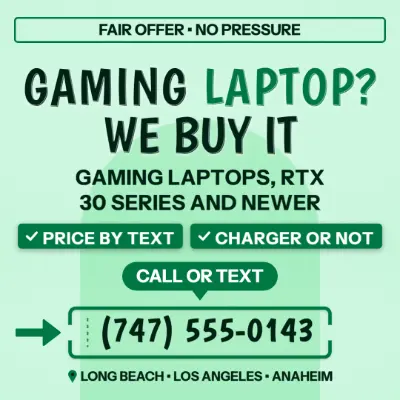 FAIR OFFER • NO PRESSURE
GAMING LAPTOP?
WE BUY IT
GAMING LAPTOPS, RTX
30 SERIES AND NEWER
✓ PRICE BY TEXT ✓ CHARGER OR NOT
CALL OR TEXT
(747) 555-0143
LONG BEACH • LOS ANGELES • ANAHEIM